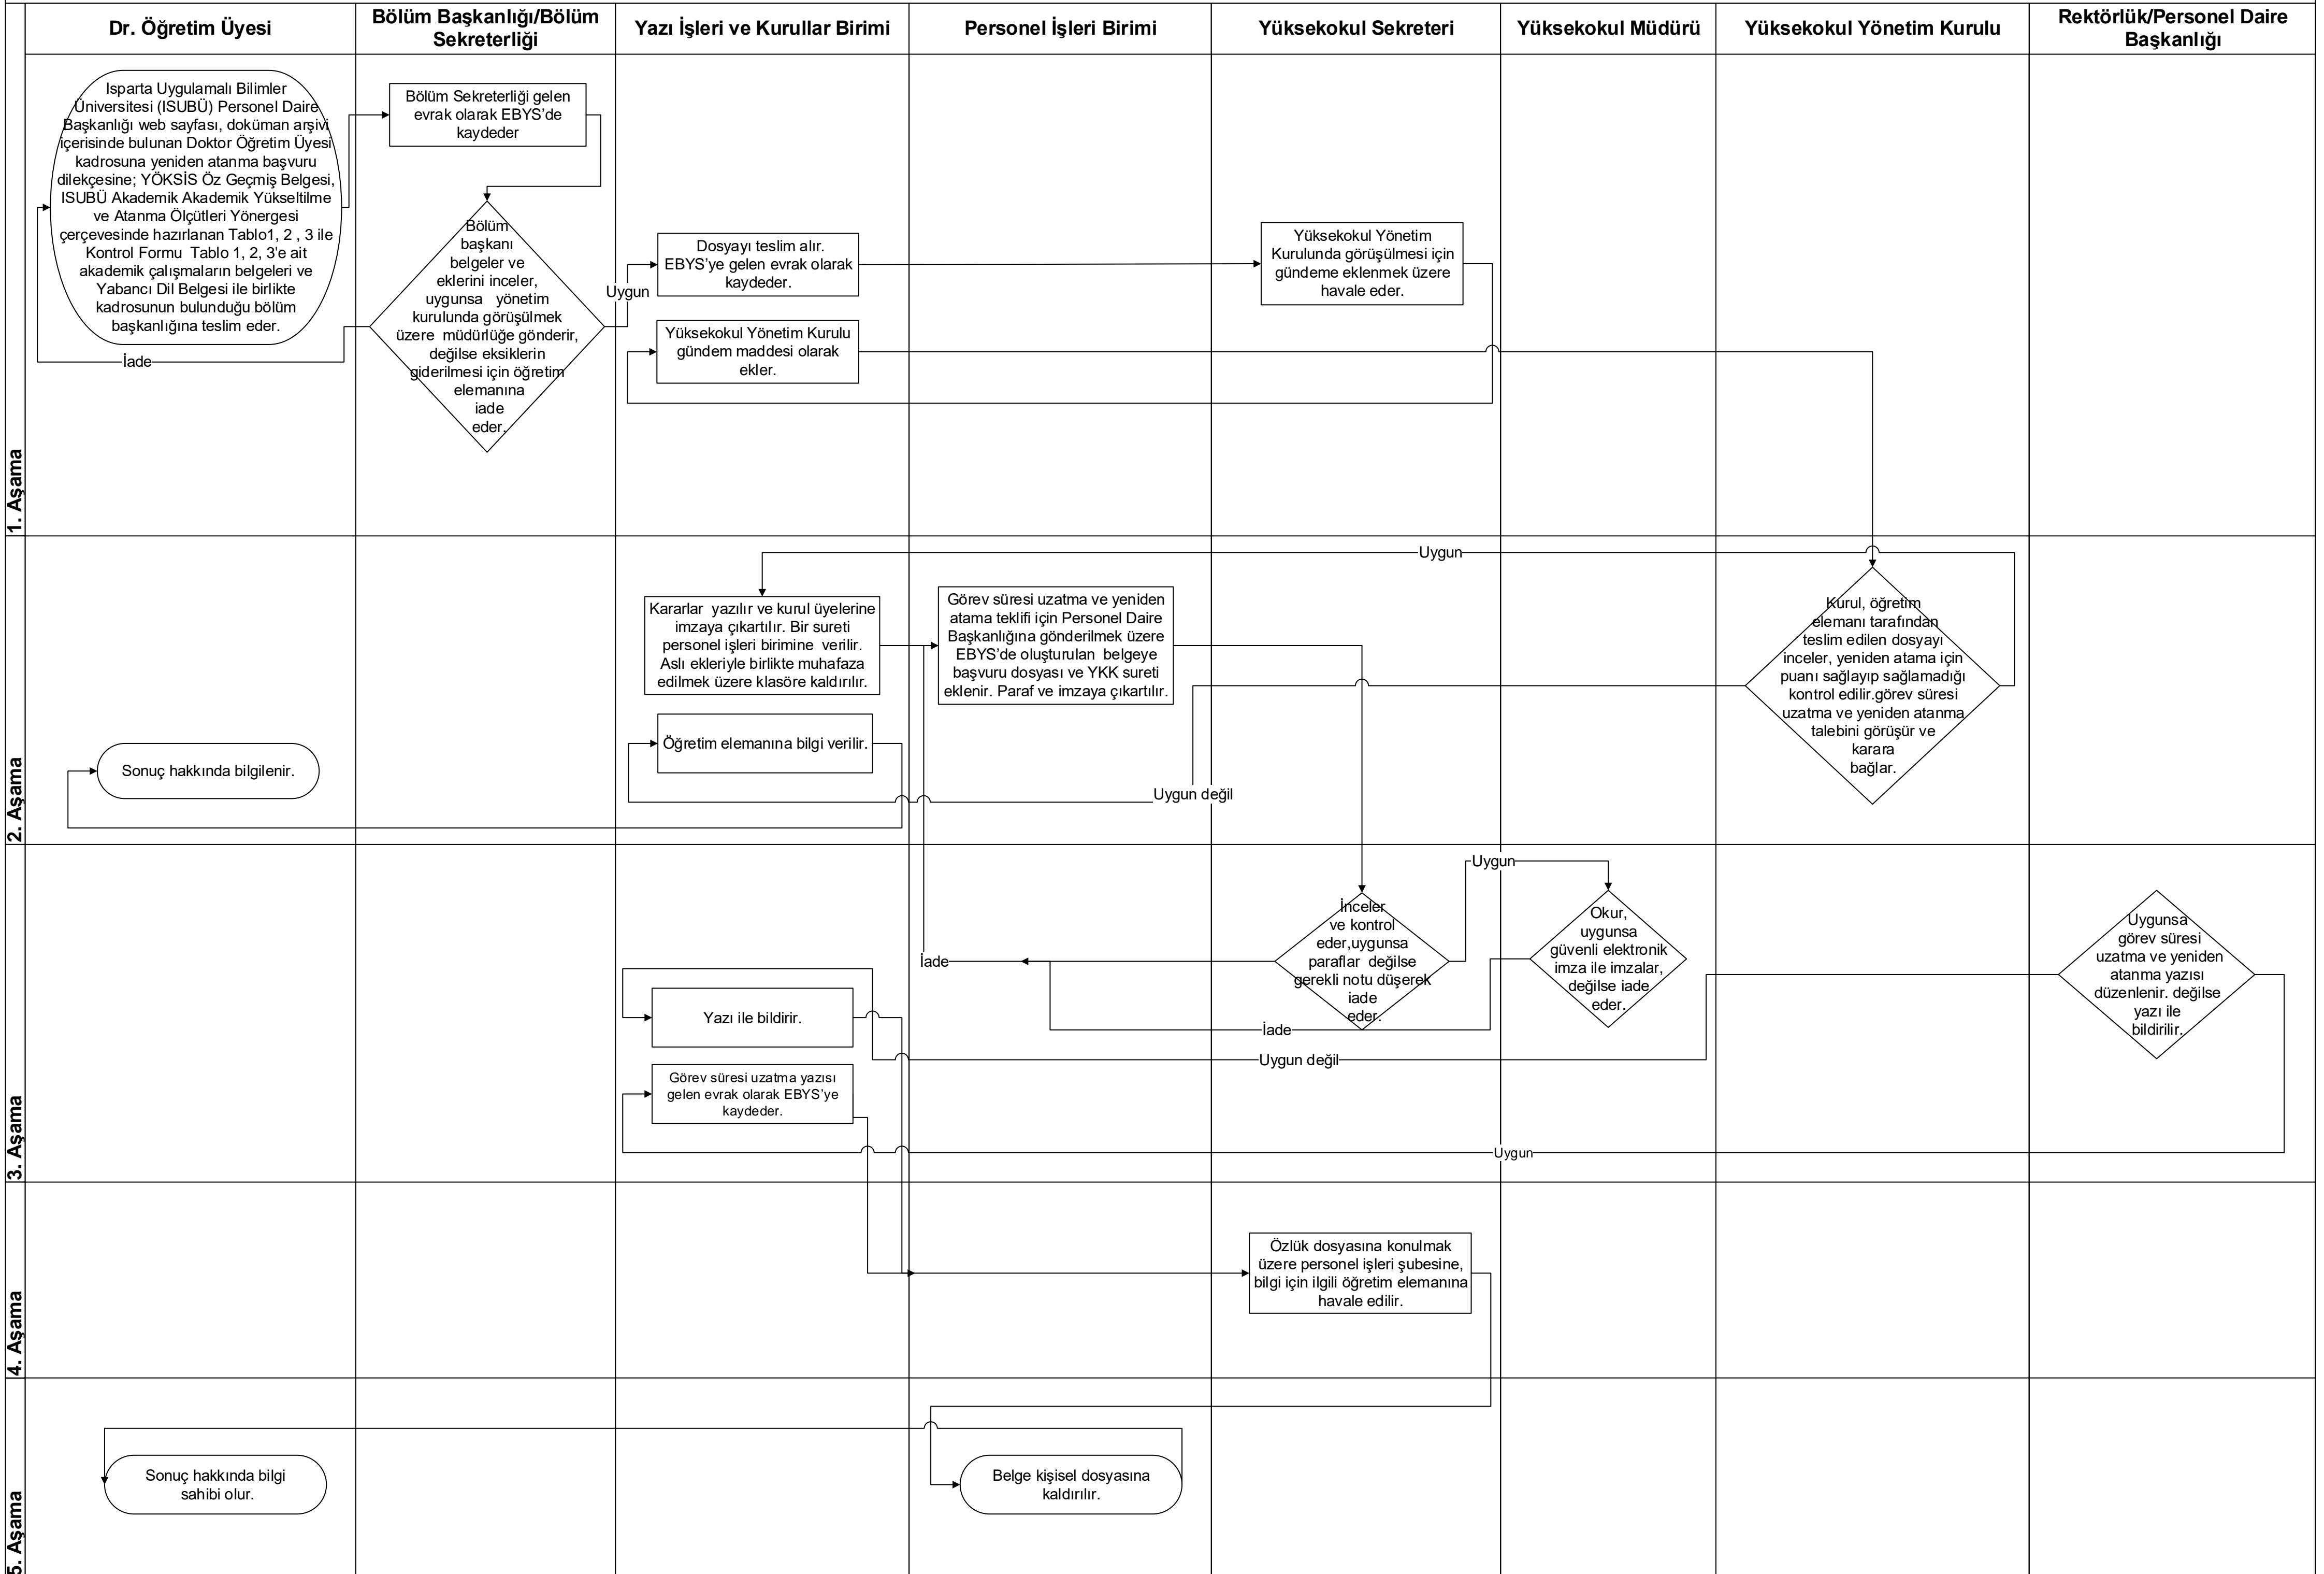 Dr. Öğretim Üyesi
Bölüm Başkanlığı/Bölüm
Sekreterliği
Yazı İşleri ve Kurullar Birimi
Personel İşleri Birimi
Yüksekokul Sekreteri
Yüksekokul Müdürü
Yüksekokul Yönetim Kurulu
Rektörlük/Personel Daire
Başkanlığı
1. Aşama
Isparta Uygulamalı Bilimler
Üniversitesi (ISUBÜ) Personel Daire
Başkanlığı web sayfası, doküman arşivi
içerisinde bulunan Doktor Öğretim Üyesi
kadrosuna yeniden atanma başvuru
dilekçesine; YÖKSİS Öz Geçmiş Belgesi,
ISUBÜ Akademik Akademik Yükseltilme
ve Atanma Ölçütleri Yönergesi
çerçevesinde hazırlanan Tablo1, 2 , 3 ile
Kontrol Formu  Tablo 1, 2, 3'e ait
akademik çalışmaların belgeleri ve
Yabancı Dil Belgesi ile birlikte
kadrosunun bulunduğu bölüm
başkanlığına teslim eder.
İade
Bölüm Sekreterliği gelen
evrak olarak EBYS'de
kaydeder
Bölüm
başkanı
belgeler ve
eklerini inceler,
uygunsa   yönetim
kurulunda görüşülmek
üzere  müdürlüğe gönderir,
değilse eksiklerin
giderilmesi için öğretim
elemanına
iade
eder.
Uygun
Dosyayı teslim alır.
EBYS'ye gelen evrak olarak
kaydeder.
Yüksekokul Yönetim Kurulu
gündem maddesi olarak
ekler.
Yüksekokul Yönetim
Kurulunda görüşülmesi için
gündeme eklenmek üzere
havale eder.
2. Aşama
Uygun
Kararlar  yazılır ve kurul üyelerine
imzaya çıkartılır. Bir sureti
personel işleri birimine  verilir.
Aslı ekleriyle birlikte muhafaza
edilmek üzere klasöre kaldırılır.
Görev süresi uzatma ve yeniden
atama teklifi için Personel Daire
Başkanlığına gönderilmek üzere
EBYS'de oluşturulan  belgeye
başvuru dosyası ve YKK sureti
eklenir. Paraf ve imzaya çıkartılır.
Kurul, öğretim
elemanı tarafından
teslim edilen dosyayı
inceler, yeniden atama için
puanı sağlayıp sağlamadığı
kontrol edilir.görev süresi
uzatma ve yeniden atanma
talebini görüşür ve
karara
bağlar.
Öğretim elemanına bilgi verilir.
Sonuç hakkında bilgilenir.
Uygun değil
3. Aşama
Uygun
İnceler
ve kontrol
eder,uygunsa
paraflar  değilse
gerekli notu düşerek
iade
eder.
Okur,
uygunsa
güvenli elektronik
imza ile imzalar,
değilse iade
eder.
Uygunsa
görev süresi
uzatma ve yeniden
atanma yazısı
düzenlenir. değilse
yazı ile
bildirilir.
İade
İade
Yazı ile bildirir.
Uygun değil
Görev süresi uzatma yazısı
gelen evrak olarak EBYS'ye
kaydeder.
Uygun
4. Aşama
Özlük dosyasına konulmak
üzere personel işleri şubesine,
bilgi için ilgili öğretim elemanına
havale edilir.
5. Aşama
Sonuç hakkında bilgi
sahibi olur.
Belge kişisel dosyasına
kaldırılır.